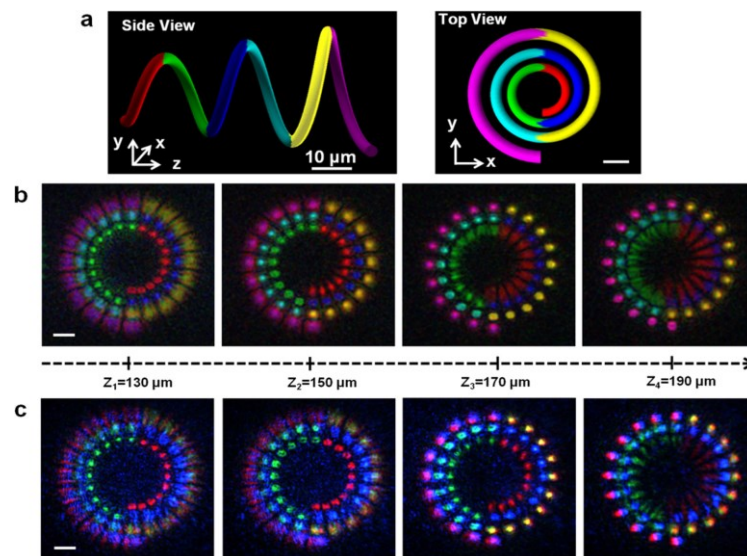 a
Side View
y
x
z
10 μm
Top View
y
x
b
Z₁=130 μm
Z₂=150 μm
Z₃=170 μm
Z₄=190 μm
c